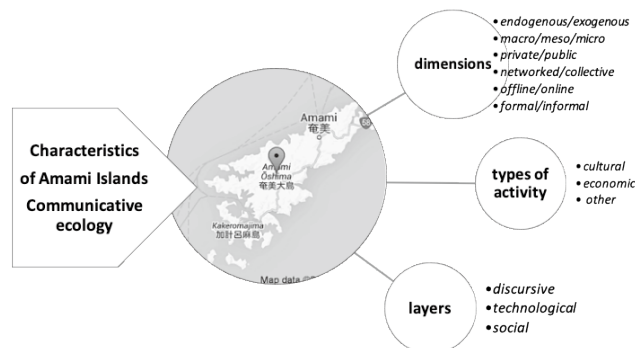 Characteristics
of Amami Islands
Communicative
ecology
Amami
奄美
58
Amami
Ōshima
奄美大島
Kakeromajima
加計呂麻島
Map data
dimensions
• endogenous/exogenous
• macro/meso/micro
• private/public
• networked/collective
• offline/online
• formal/informal
types of
activity
• cultural
• economic
• other
layers
• discursive
• technological
• social